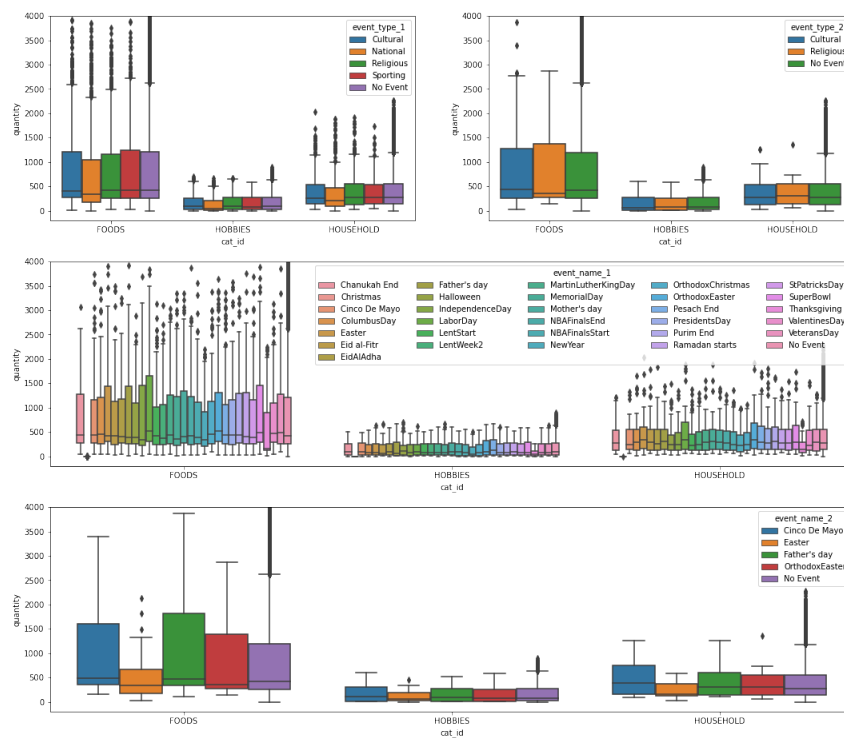 event_type_1
Cultural
National
Religious
Sporting
No Event
quantity
4000
3500
3000
2500
2000
1500
1000
500
0
FOODS
HOBBIES
HOUSEHOLD
cat_id
event_type_2
Cultural
Religious
No Event
quantity
4000
3500
3000
2500
2000
1500
1000
500
0
FOODS
HOBBIES
HOUSEHOLD
cat_id
event_name_1
Chanukah End
Christmas
Cinco De Mayo
ColumbusDay
Easter
Eid al-Fitr
EidAlAdha
Father's day
Halloween
IndependenceDay
LaborDay
LentStart
LentWeek2
MartinLutherKingDay
MemorialDay
Mother's day
NBAFinalsEnd
NBAFinalsStart
NewYear
OrthodoxChristmas
OrthodoxEaster
Pesach End
PresidentsDay
Purim End
Ramadan starts
StPatricksDay
SuperBowl
Thanksgiving
ValentinesDay
VeteransDay
No Event
quantity
4000
3500
3000
2500
2000
1500
1000
500
0
FOODS
HOBBIES
HOUSEHOLD
cat_id
event_name_2
Cinco De Mayo
Easter
Father's day
OrthodoxEaster
No Event
quantity
4000
3500
3000
2500
2000
1500
1000
500
0
FOODS
HOBBIES
HOUSEHOLD
cat_id